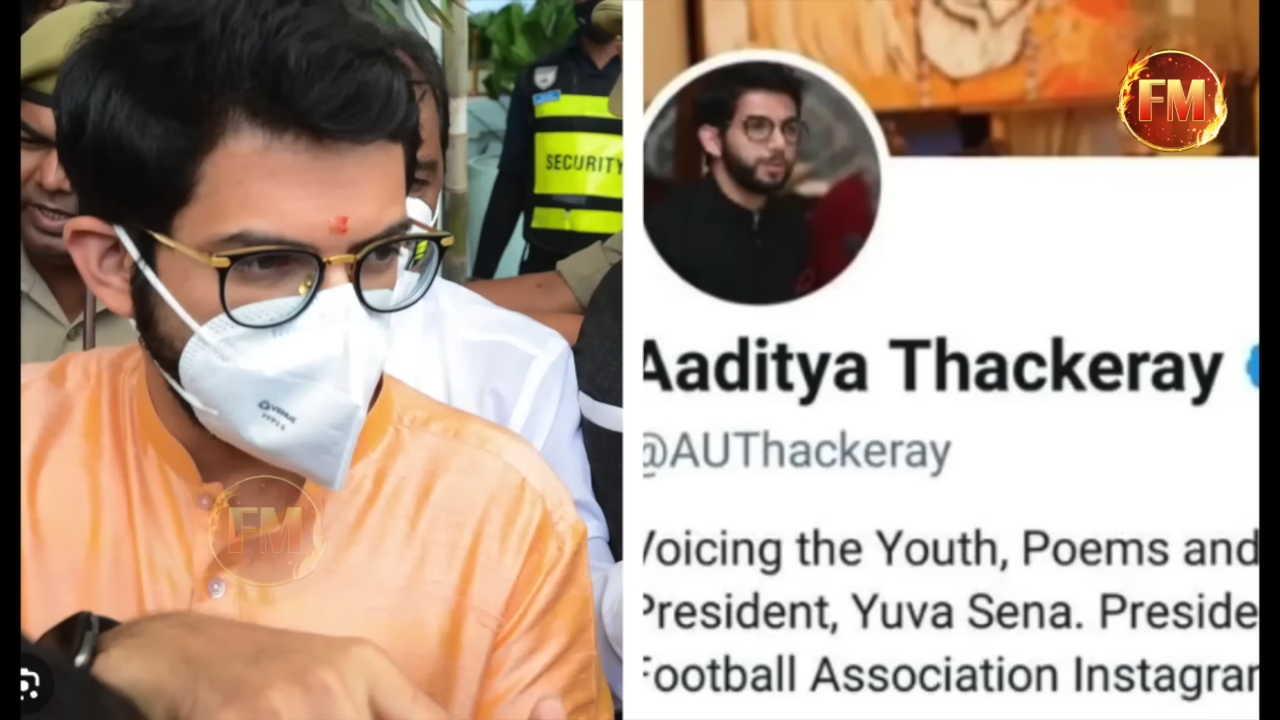 SECURITY
FM
FM
Aaditya Thackeray
@AUThackeray
Voicing the Youth, Poems and
President, Yuva Sena. Preside
Football Association Instagram